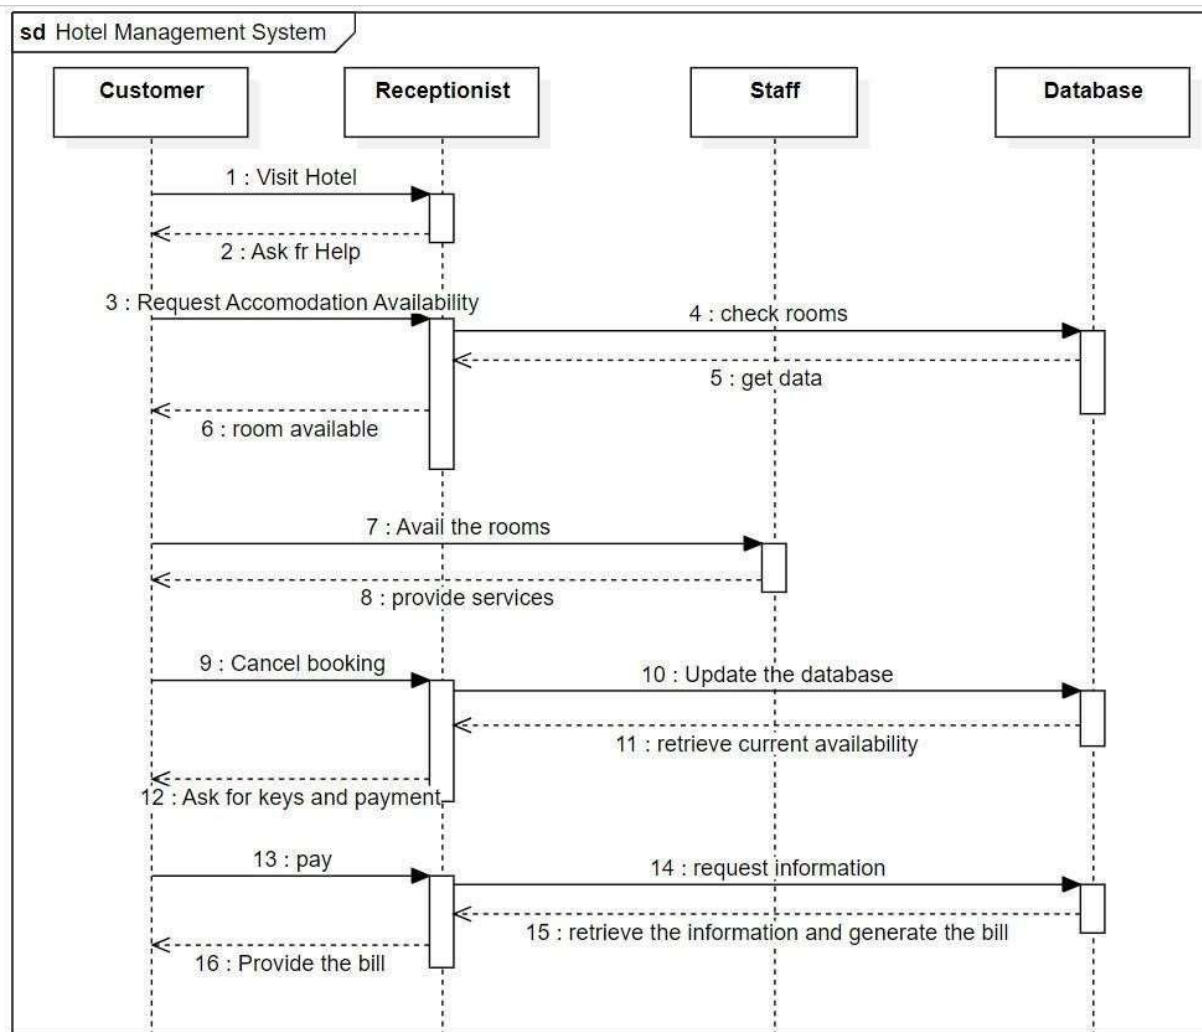 sd Hotel Management System
Customer
Receptionist
Staff
Database
1 : Visit Hotel
2 : Ask fr Help
3 : Request Accomodation Availability
4 : check rooms
5 : get data
6 : room available
7 : Avail the rooms
8 : provide services
9 : Cancel booking
10 : Update the database
11 : retrieve current availability
12 : Ask for keys and payment
13 : pay
14 : request information
15 : retrieve the information and generate the bill
16 : Provide the bill